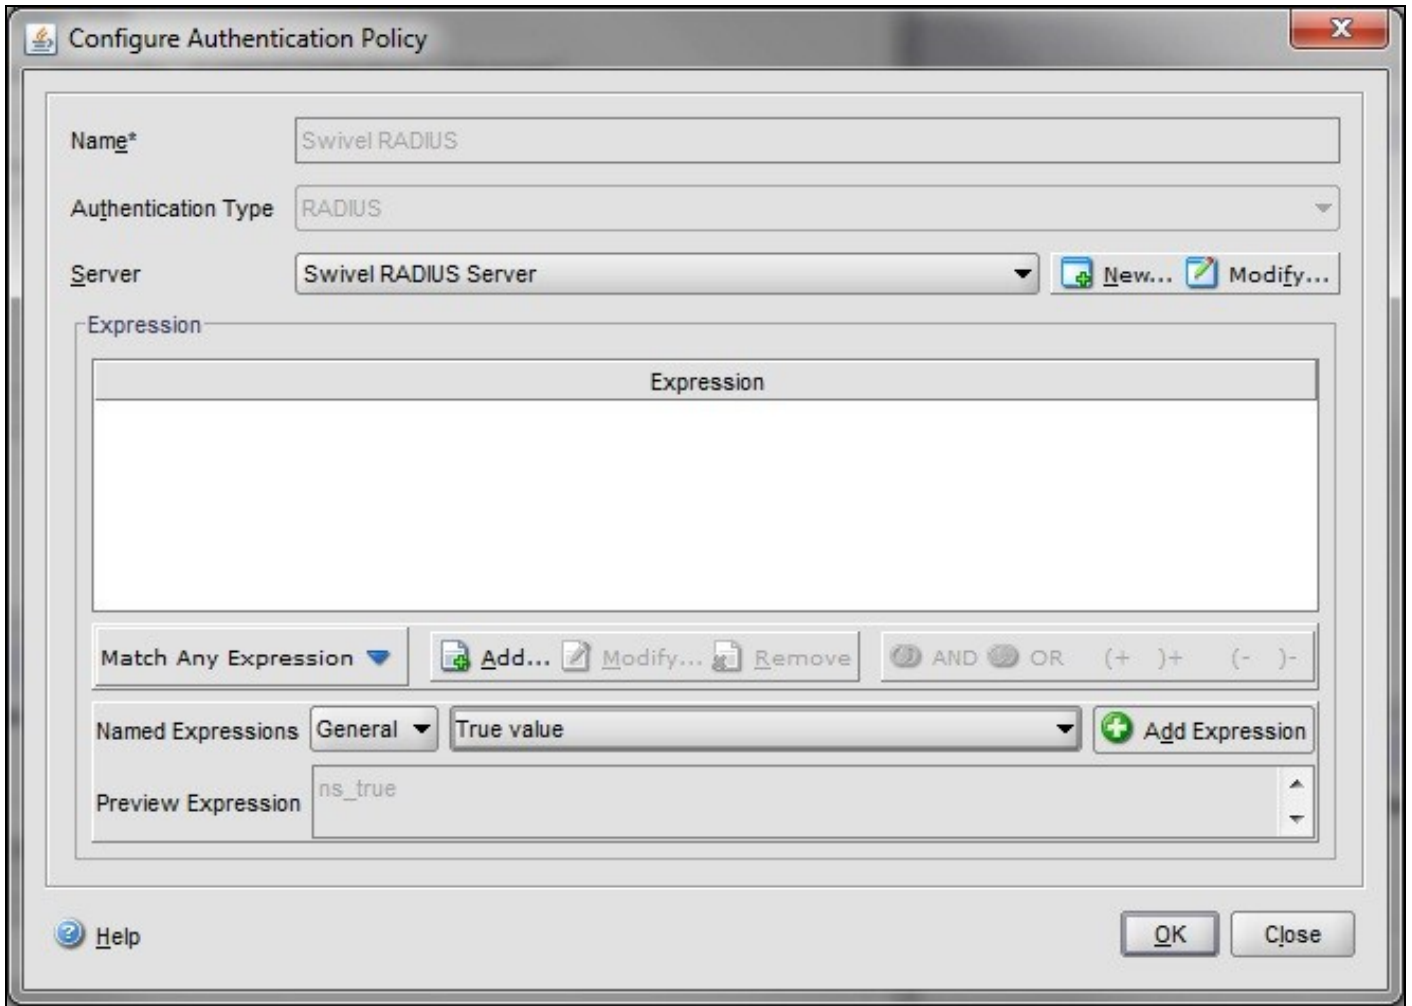 Configure Authentication Policy
Name* Swivel RADIUS
Authentication Type RADIUS
Server Swivel RADIUS Server New... Modify...
Expression
Expression
Match Any Expression Add... Modify... Remove AND OR (+ )+ (- )-
Named Expressions General True value Add Expression
Preview Expression ns_true
Help OK Close